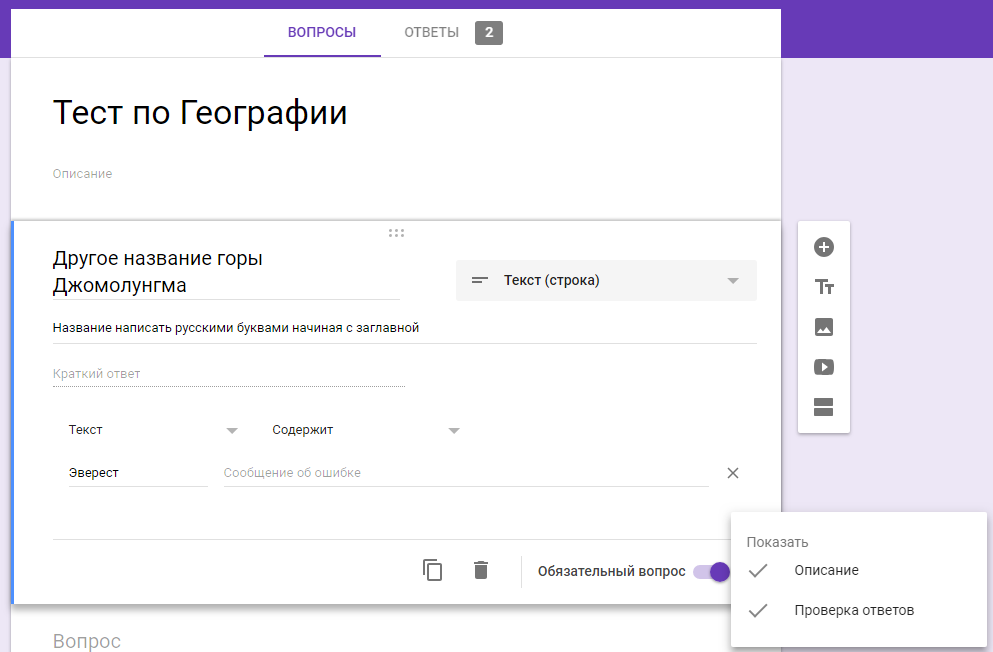 ВОПРОСЫ
ОТВЕТЫ
2
Тест по Географии
Описание
Другое название горы
Джомолунгма
Текст (строка)
Название написать русскими буквами начиная с заглавной
Краткий ответ
Текст
Содержит
Эверест
Сообщение об ошибке
Обязательный вопрос
Показать
Описание
Проверка ответов
Вопрос